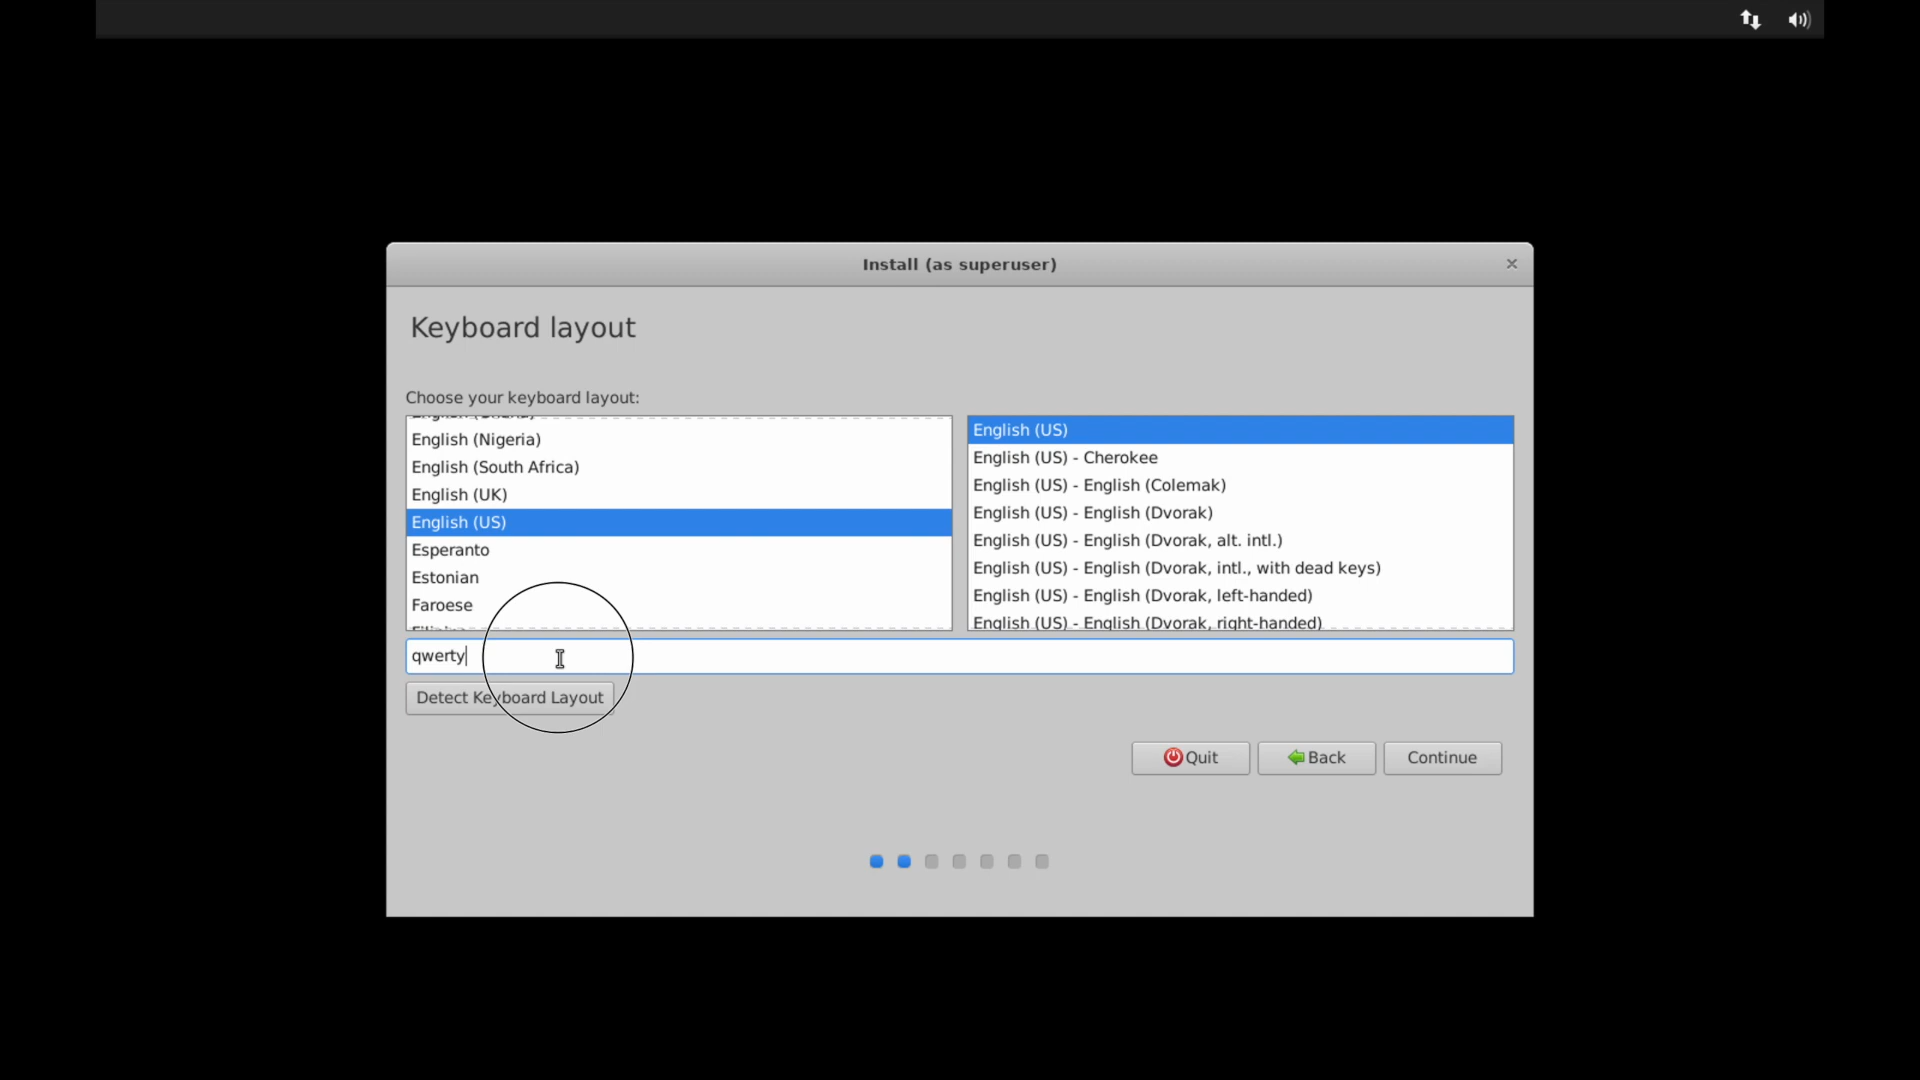 Install (as superuser)
Keyboard layout
Choose your keyboard layout:
English (Nigeria)
English (South Africa)
English (UK)
English (US)
Esperanto
Estonian
Faroese
English (US)
English (US) - Cherokee
English (US) - English (Colemak)
English (US) - English (Dvorak)
English (US) - English (Dvorak, alt. intl.)
English (US) - English (Dvorak, intl., with dead keys)
English (US) - English (Dvorak, left-handed)
English (US) - English (Dvorak, right-handed)
qwerty
Detect Keyboard Layout
Quit
Back
Continue